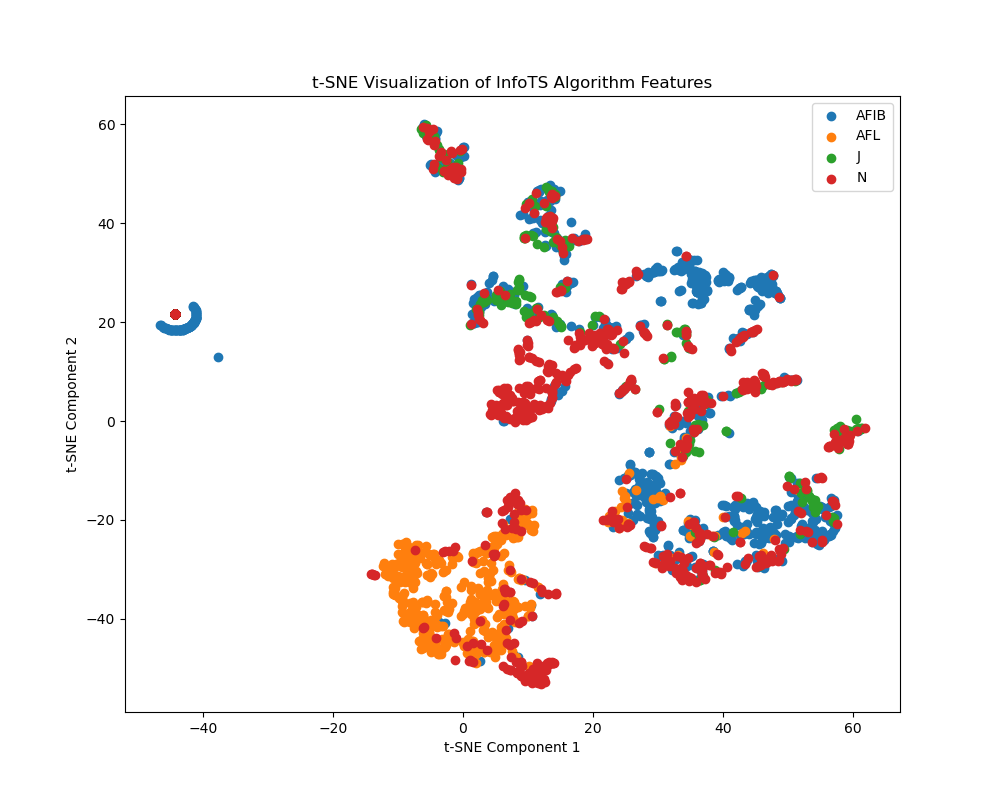 t-SNE Visualization of InfoTS Algorithm Features
AFIB
AFL
J
N
60
40
20
0
−20
−40
t-SNE Component 2
−40
−20
0
20
40
60
t-SNE Component 1